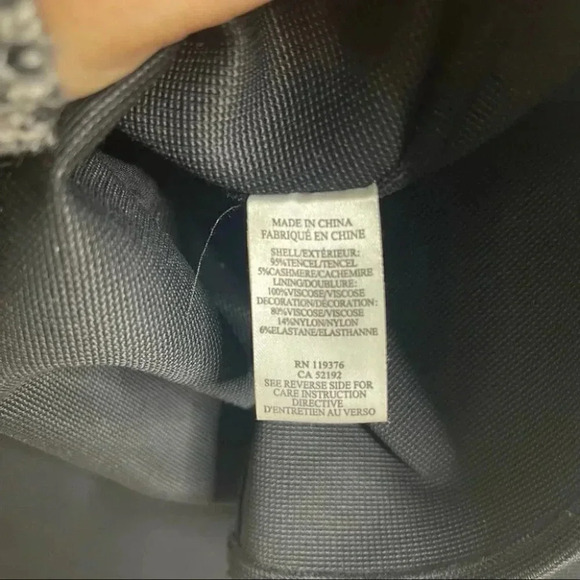 MADE IN CHINA
FABRIQUÉ EN CHINE
SHELL/EXTÉRIEUR:
95%TENCEL/TENCEL
5%CASHMERE/CACHEMIRE
LINING/DOUBLURE:
100%VISCOSE/VISCOSE
DECORATION/DÉCORATION:
80%VISCOSE/VISCOSE
14%NYLON/NYLON
6%ELASTANE/ELASTHANNE
RN 119376
CA 52192
SEE REVERSE SIDE FOR
CARE INSTRUCTION
DIRECTIVE
D'ENTRETIEN AU VERSO